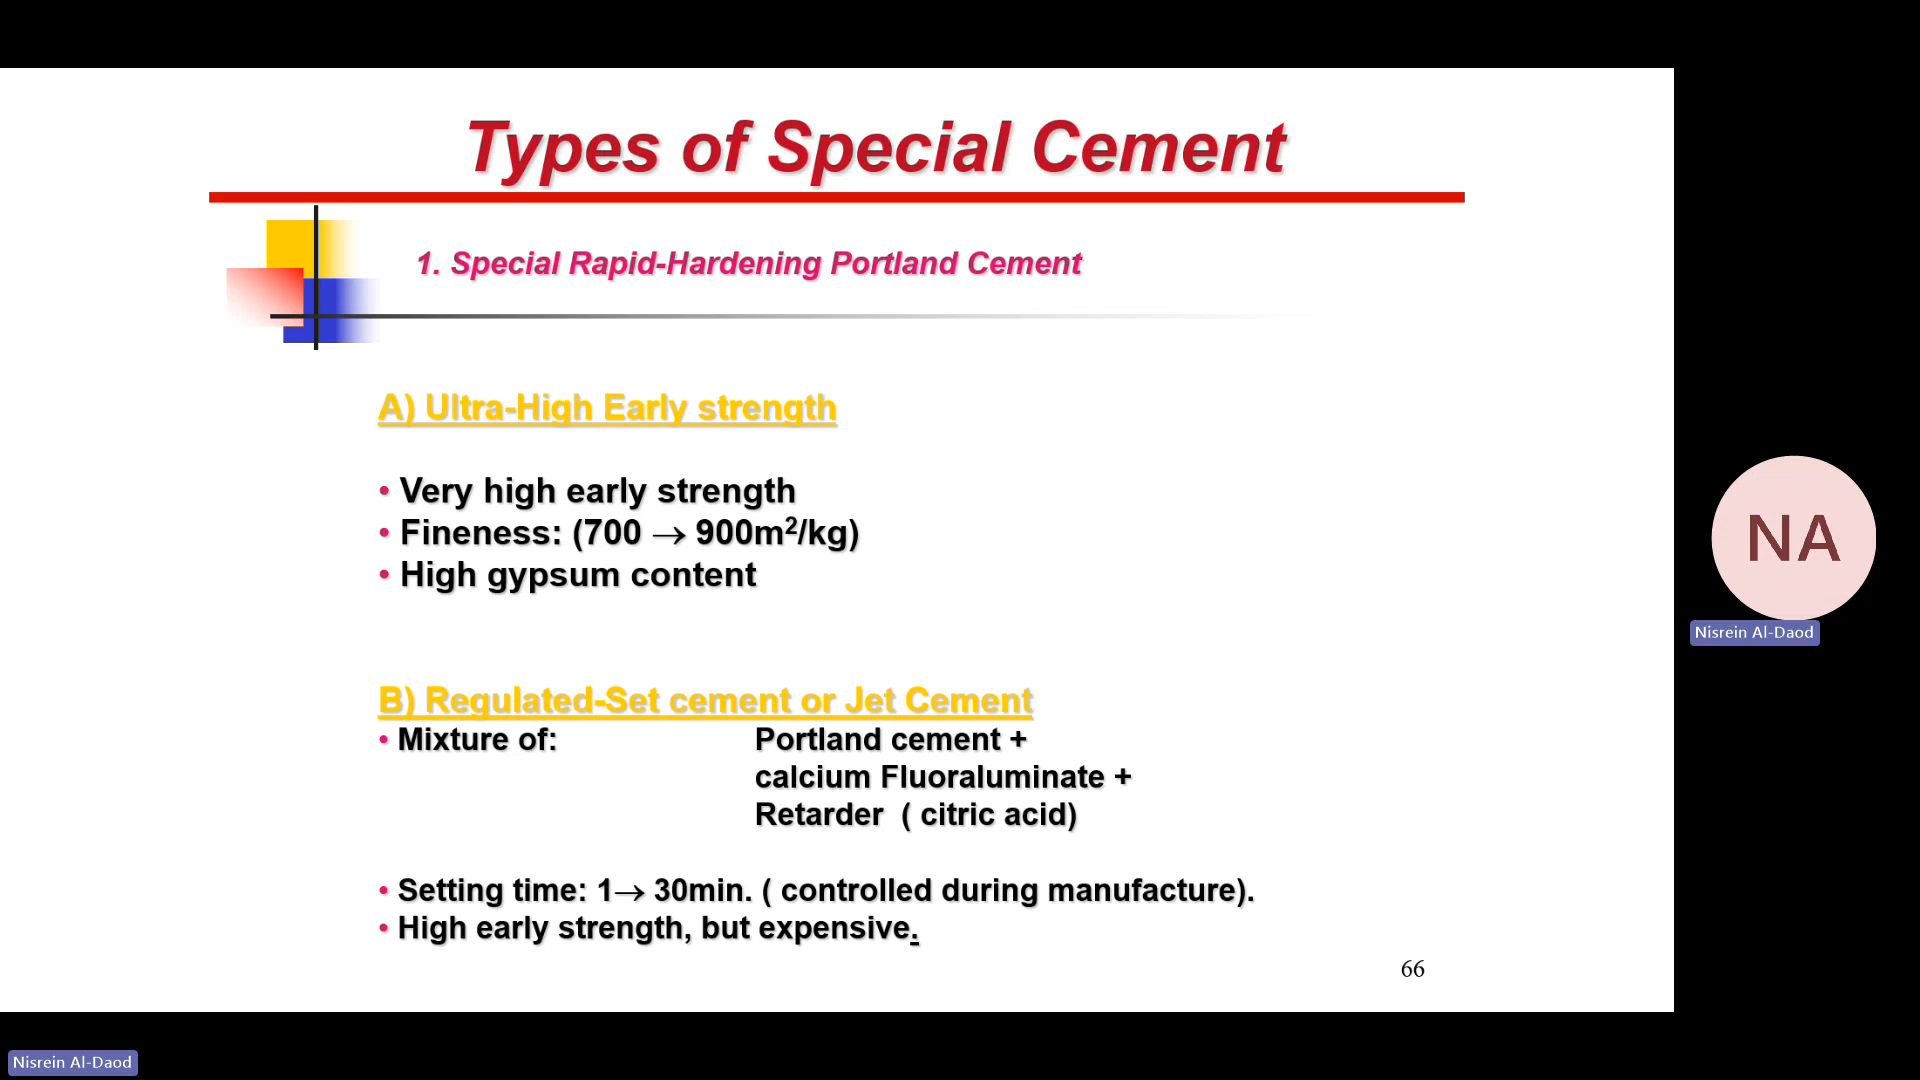 Types of Special Cement
1. Special Rapid-Hardening Portland Cement
A) Ultra-High Early strength
• Very high early strength
• Fineness: (700 → 900m²/kg)
• High gypsum content
B) Regulated-Set cement or Jet Cement
• Mixture of: Portland cement +
calcium Fluoraluminate +
Retarder ( citric acid)
• Setting time: 1→ 30min. ( controlled during manufacture).
• High early strength, but expensive.
66
NA
Nisrein Al-Daod
Nisrein Al-Daod